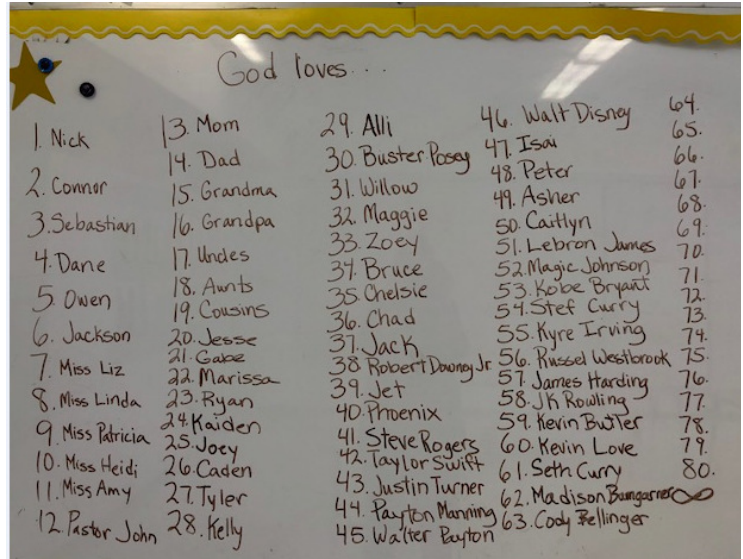 God loves...
1. Nick
2. Connor
3. Sebastian
4. Dane
5. Owen
6. Jackson
7. Miss Liz
8. Miss Linda
9. Miss Patricia
10. Miss Heidi
11. Miss Amy
12. Pastor John
13. Mom
14. Dad
15. Grandma
16. Grandpa
17. Uncles
18. Aunts
19. Cousins
20. Jesse
21. Gabe
22. Marissa
23. Ryan
24. Kaiden
25. Joey
26. Caden
27. Tyler
28. Kelly
29. Alli
30. Buster Posey
31. Willow
32. Maggie
33. Zoey
34. Bruce
35. Chelsie
36. Chad
37. Jack
38. Robert Downey Jr
39. Jet
40. Phoenix
41. Steve Rogers
42. Taylor Swift
43. Justin Turner
44. Payton Manning
45. Walter Payton
46. Walt Disney
47. Isai
48. Peter
49. Asher
50. Caitlyn
51. Lebron James
52. Magic Johnson
53. Kobe Bryant
54. Stef Curry
55. Kyre Irving
56. Russel Westbrook
57. James Harding
58. JK Rowling
59. Kevin Butler
60. Kevin Love
61. Seth Curry
62. Madison Bumgarner
63. Cody Bellinger
64.
65.
66.
67.
68.
69.
70.
71.
72.
73.
74.
75.
76.
77.
78.
79.
80.
∞